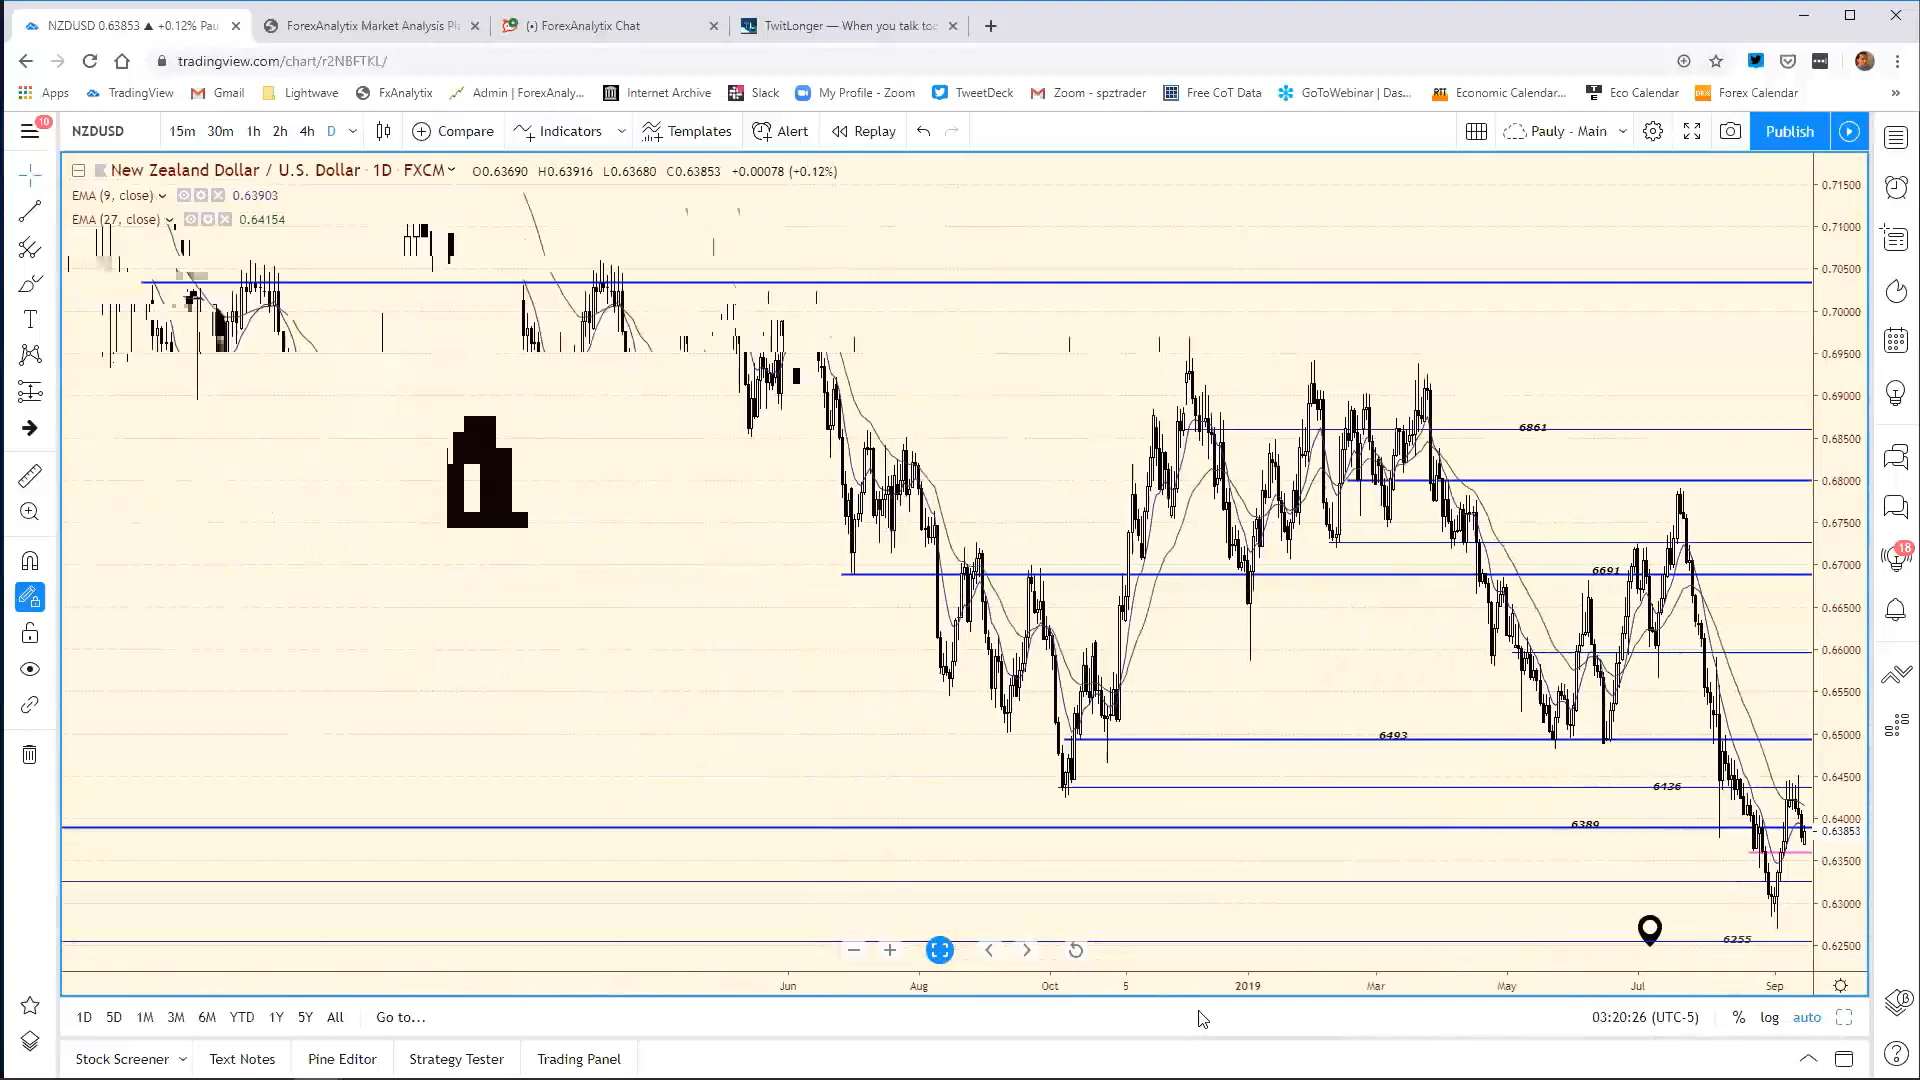 NZDUSD 0.63853 ▲ +0.12% Pau
ForexAnalytix Market Analysis Pl
(•) ForexAnalytix Chat
TwitLonger — When you talk too
tradingview.com/chart/r2NBFTKL/
Apps
TradingView
Gmail
Lightwave
FxAnalytix
Admin | ForexAnaly...
Internet Archive
Slack
My Profile - Zoom
TweetDeck
Zoom - spztrader
Free CoT Data
GoToWebinar | Das...
Economic Calendar...
Eco Calendar
Forex Calendar
»
10
NZDUSD
15m 30m 1h 2h 4h D
Compare
Indicators
Templates
Alert
Replay
Pauly - Main
Publish
New Zealand Dollar / U.S. Dollar · 1D · FXCM
O0.63690 H0.63916 L0.63680 C0.63853 +0.00078 (+0.12%)
EMA (9, close) 0.63903
EMA (27, close) 0.64154
0.71500
0.71000
0.70500
0.70000
0.69500
0.69000
0.68500
0.68000
0.67500
0.67000
0.66500
0.66000
0.65500
0.65000
0.64500
0.64000
0.63853
0.63500
0.63000
0.62500
6861
6691
6493
6436
6389
6255
18
Jun Aug Oct 5 2019 Mar May Jul Sep
1D 5D 1M 3M 6M YTD 1Y 5Y All Go to...
03:20:26 (UTC-5) % log auto
Stock Screener Text Notes Pine Editor Strategy Tester Trading Panel